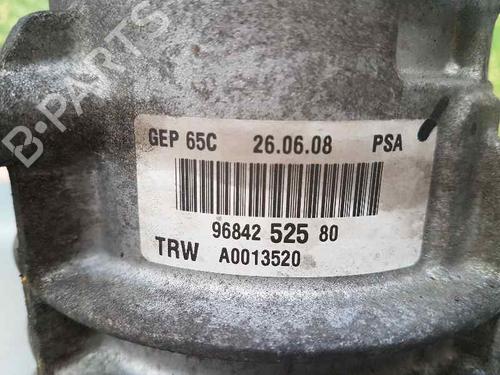 B-PARTS
GEP 65C 26.06.08 PSA
96842 525 80
TRW A0013520